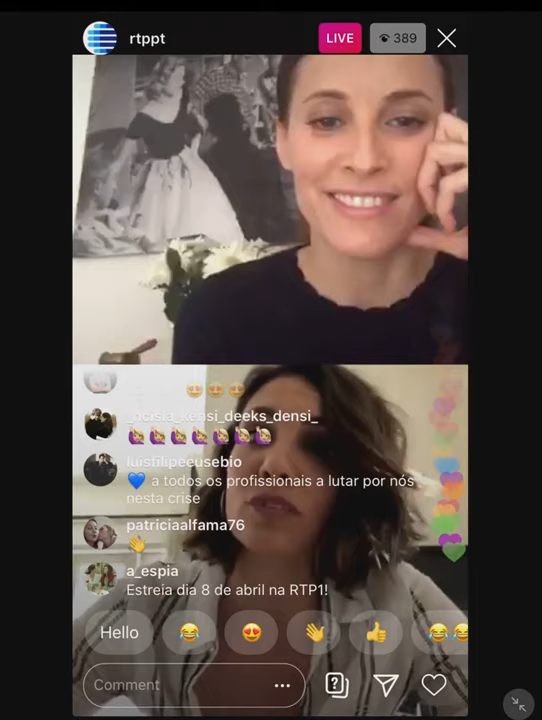 rtppt
LIVE
389
_dcisla_kensi_deeks_densi_
luisfilipeeusebio
💙 a todos os profissionais a lutar por nós
nesta crise
patriciaalfama76
👋
a_espia
Estreia dia 8 de abril na RTP1!
Hello
Comment